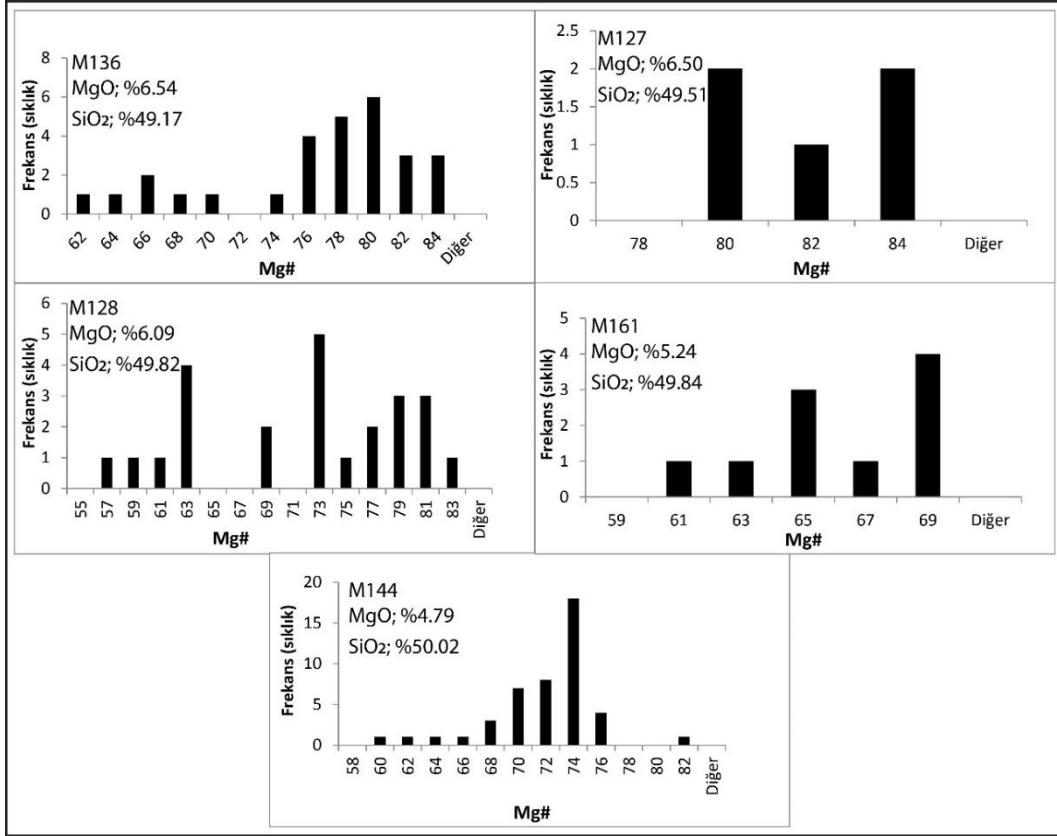 M136
MgO; %6.54
SiO₂; %49.17
Frekans (sıklık)
8
6
4
2
0
62 64 66 68 70 72 74 76 78 80 82 84 Diğer
Mg#
M127
MgO; %6.50
SiO₂; %49.51
Frekans (sıklık)
2.5
2
1.5
1
0.5
0
78 80 82 84 Diğer
Mg#
M128
MgO; %6.09
SiO₂; %49.82
Frekans (sıklık)
6
5
4
3
2
1
0
55 57 59 61 63 65 67 69 71 73 75 77 79 81 83 Diğer
Mg#
M161
MgO; %5.24
SiO₂; %49.84
Frekans (sıklık)
5
4
3
2
1
0
59 61 63 65 67 69 Diğer
Mg#
M144
MgO; %4.79
SiO₂; %50.02
Frekans (sıklık)
20
15
10
5
0
58 60 62 64 66 68 70 72 74 76 78 80 82 Diğer
Mg#